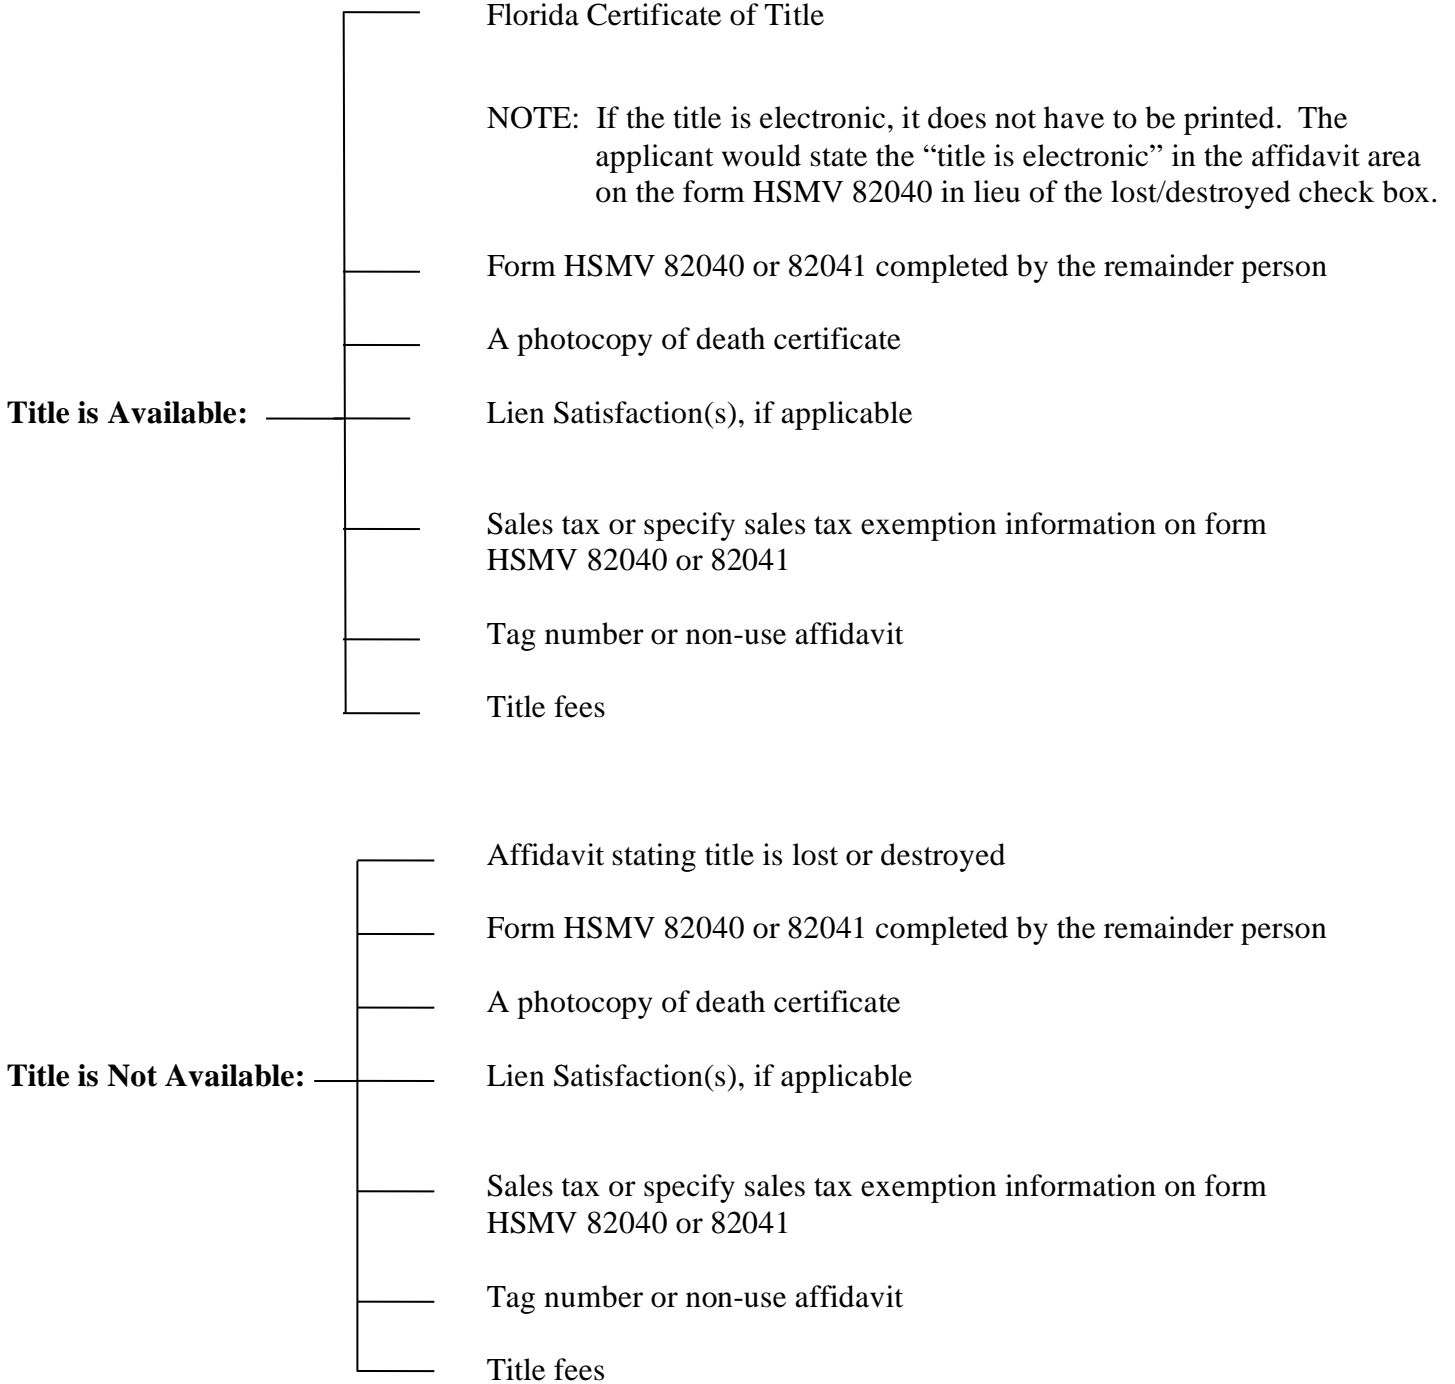 Florida Certificate of Title
NOTE: If the title is electronic, it does not have to be printed. The
applicant would state the “title is electronic” in the affidavit area
on the form HSMV 82040 in lieu of the lost/destroyed check box.
Form HSMV 82040 or 82041 completed by the remainder person
A photocopy of death certificate
Title is Available:
Lien Satisfaction(s), if applicable
Sales tax or specify sales tax exemption information on form
HSMV 82040 or 82041
Tag number or non-use affidavit
Title fees
Affidavit stating title is lost or destroyed
Form HSMV 82040 or 82041 completed by the remainder person
A photocopy of death certificate
Title is Not Available:
Lien Satisfaction(s), if applicable
Sales tax or specify sales tax exemption information on form
HSMV 82040 or 82041
Tag number or non-use affidavit
Title fees